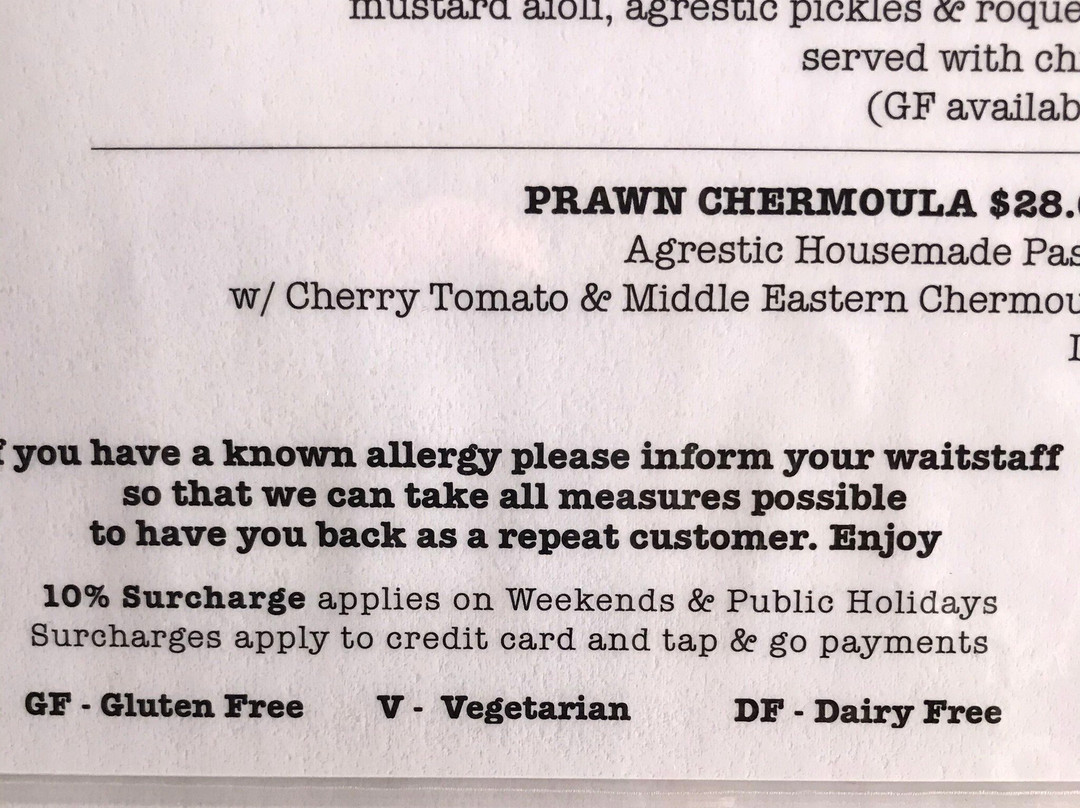 mustard aioli, agrestic pickles & roque
served with ch
(GF availab
PRAWN CHERMOULA $28.
Agrestic Housemade Pas
w/ Cherry Tomato & Middle Eastern Chermou
f you have a known allergy please inform your waitstaff
so that we can take all measures possible
to have you back as a repeat customer. Enjoy
10% Surcharge applies on Weekends & Public Holidays
Surcharges apply to credit card and tap & go payments
GF - Gluten Free V - Vegetarian DF - Dairy Free